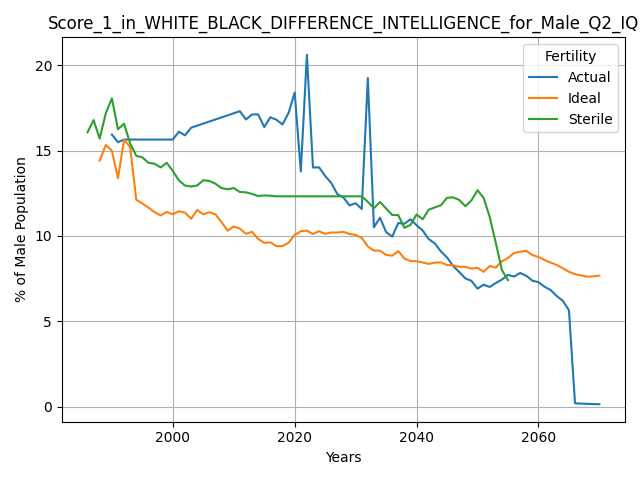 Score_1_in_WHITE_BLACK_DIFFERENCE_INTELLIGENCE_for_Male_Q2_IQ
Fertility
Actual
Ideal
Sterile
% of Male Population
20
15
10
5
0
2000 2020 2040 2060
Years